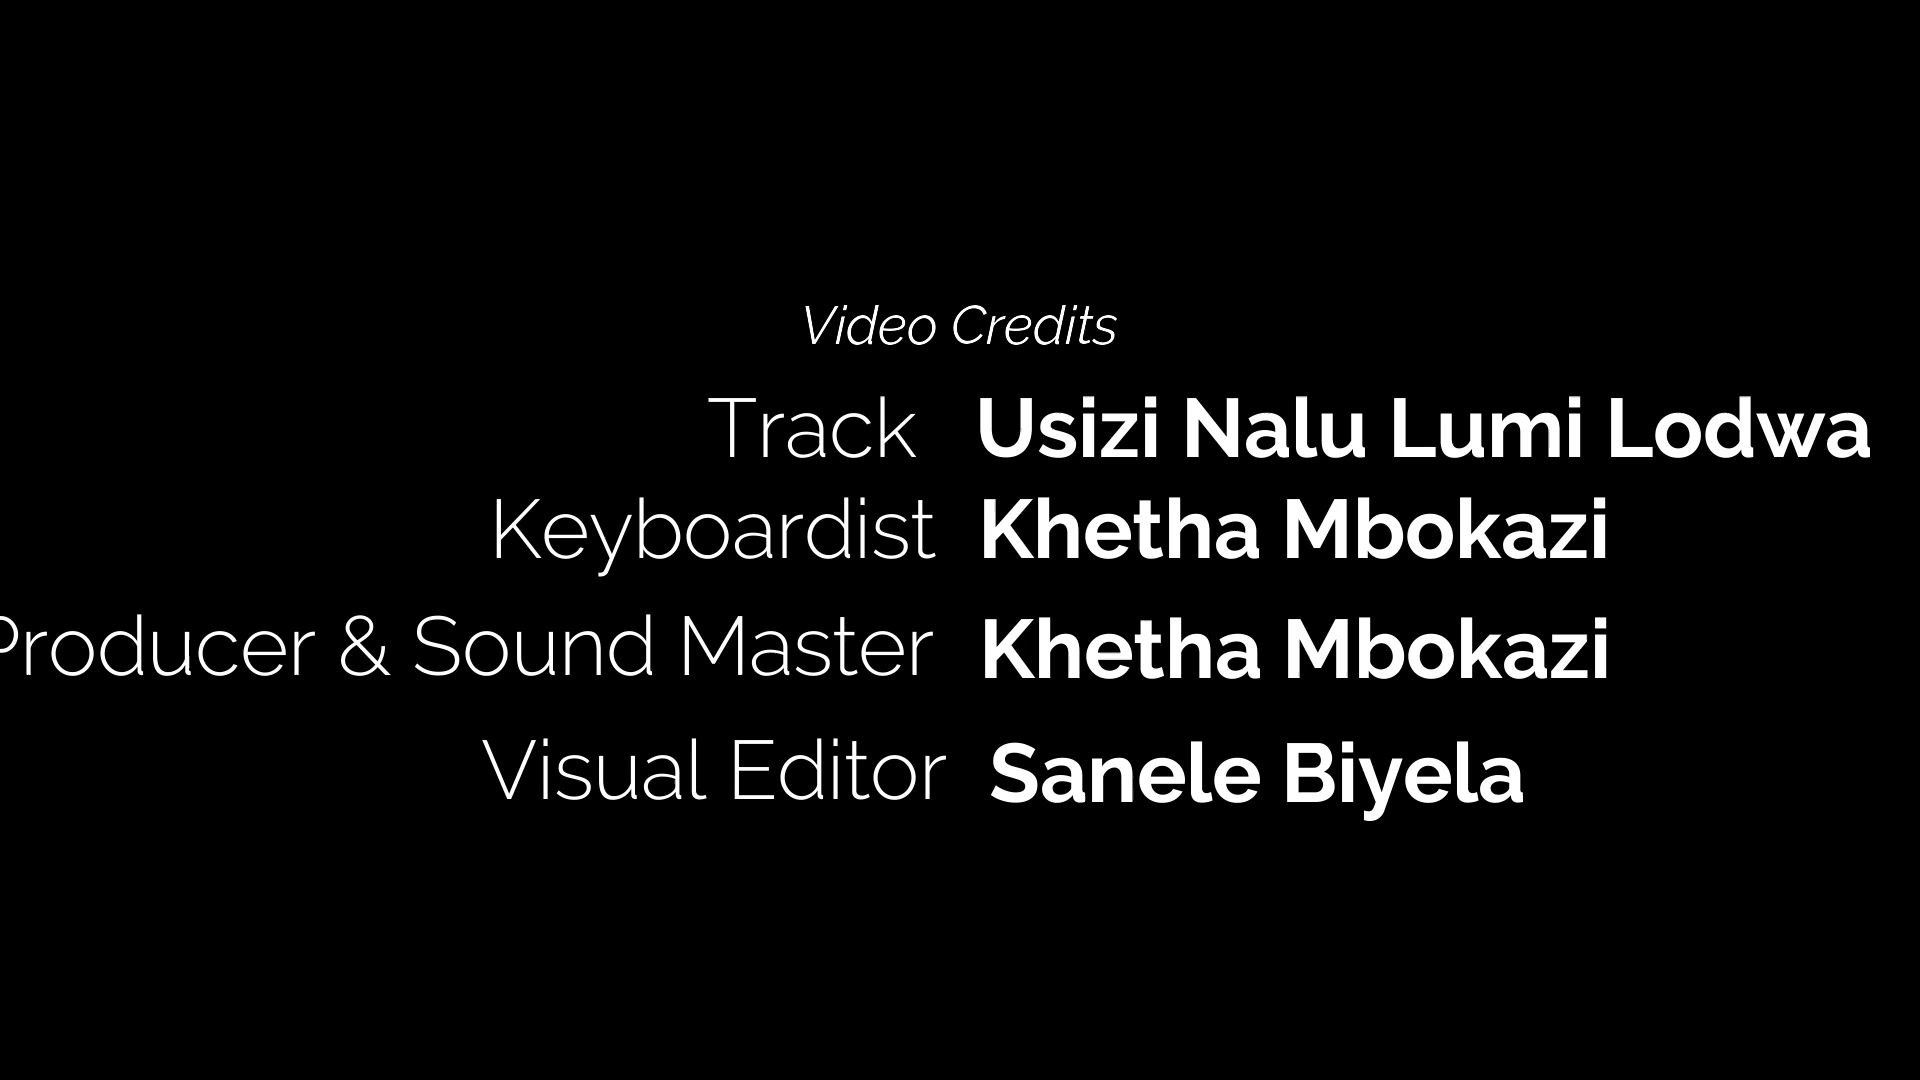 Video Credits
Track Usizi Nalu Lumi Lodwa
Keyboardist Khetha Mbokazi
Producer & Sound Master Khetha Mbokazi
Visual Editor Sanele Biyela